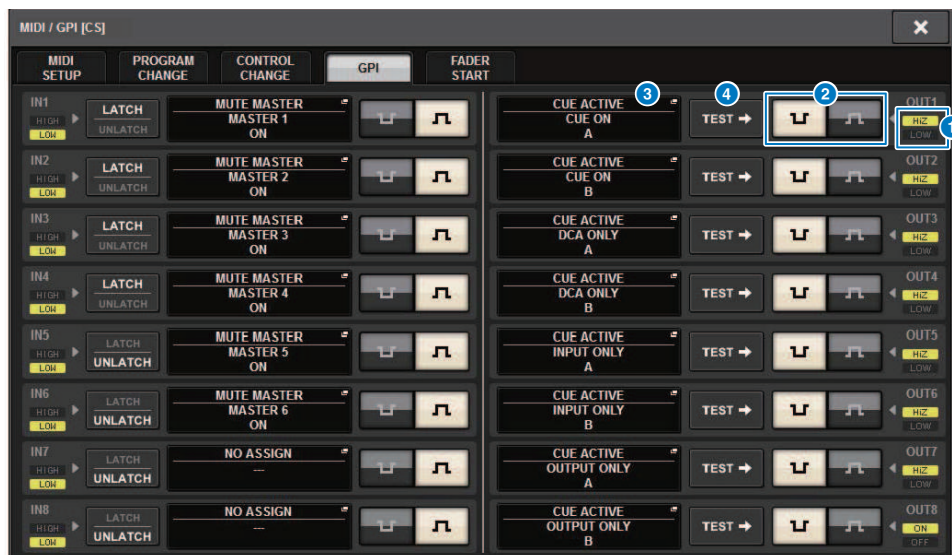 MIDI / GPI [CS]
MIDI SETUP
PROGRAM CHANGE
CONTROL CHANGE
GPI
FADER START
IN1
HIGH
LOW
LATCH
UNLATCH
MUTE MASTER
MASTER 1
ON
CUE ACTIVE
CUE ON
A
3
4
TEST
2
OUT1
HiZ
LOW
1
IN2
HIGH
LOW
LATCH
UNLATCH
MUTE MASTER
MASTER 2
ON
CUE ACTIVE
CUE ON
B
TEST
OUT2
HiZ
LOW
IN3
HIGH
LOW
LATCH
UNLATCH
MUTE MASTER
MASTER 3
ON
CUE ACTIVE
DCA ONLY
A
TEST
OUT3
HiZ
LOW
IN4
HIGH
LOW
LATCH
UNLATCH
MUTE MASTER
MASTER 4
ON
CUE ACTIVE
DCA ONLY
B
TEST
OUT4
HiZ
LOW
IN5
HIGH
LOW
LATCH
UNLATCH
MUTE MASTER
MASTER 5
ON
CUE ACTIVE
INPUT ONLY
A
TEST
OUT5
HiZ
LOW
IN6
HIGH
LOW
LATCH
UNLATCH
MUTE MASTER
MASTER 6
ON
CUE ACTIVE
INPUT ONLY
B
TEST
OUT6
HiZ
LOW
IN7
HIGH
LOW
LATCH
UNLATCH
NO ASSIGN
---
CUE ACTIVE
OUTPUT ONLY
A
TEST
OUT7
HiZ
LOW
IN8
HIGH
LOW
LATCH
UNLATCH
NO ASSIGN
---
CUE ACTIVE
OUTPUT ONLY
B
TEST
OUT8
ON
OFF